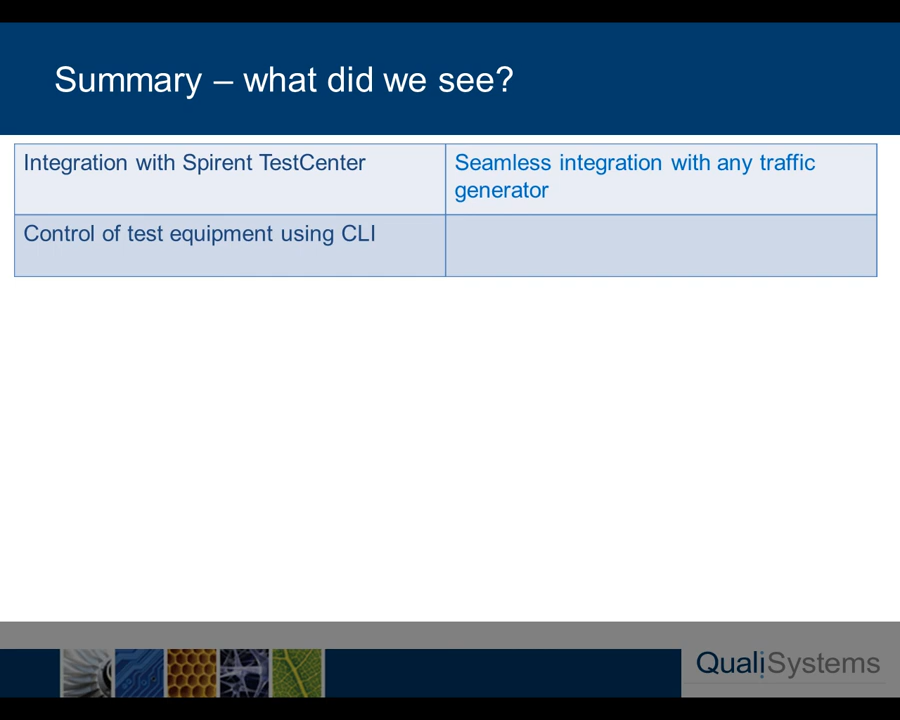 Summary – what did we see?
Integration with Spirent TestCenter
Seamless integration with any traffic
generator
Control of test equipment using CLI
QualiSystems